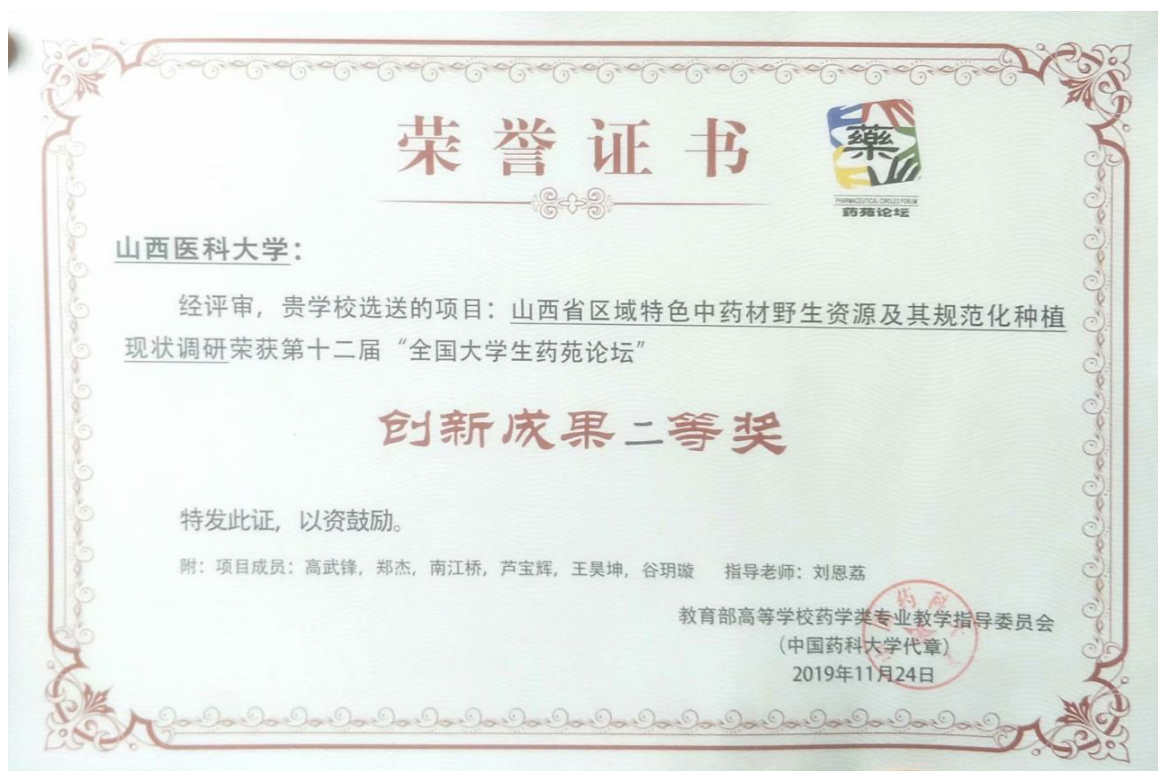 荣誉证书
藥
PHARMACEUTICAL CIRCLES FORUM
药苑论坛
山西医科大学：
经评审，贵学校选送的项目：山西省区域特色中药材野生资源及其规范化种植
现状调研荣获第十二届“全国大学生药苑论坛”
创新成果二等奖
特发此证，以资鼓励。
附：项目成员：高武锋，郑杰，南江桥，芦宝辉，王昊坤，谷玥璇　指导老师：刘恩荔
教育部高等学校药学类专业教学指导委员会
（中国药科大学代章）
2019年11月24日